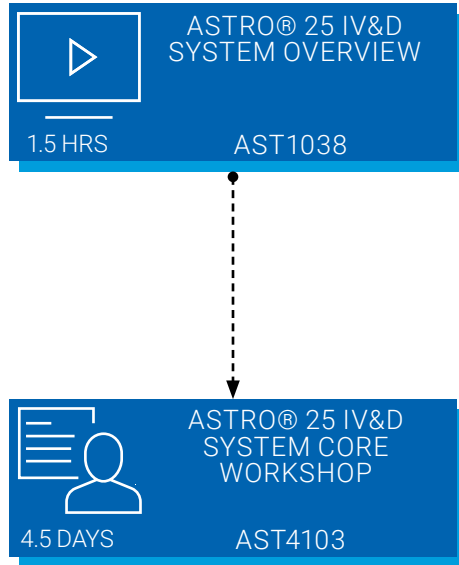 ASTRO® 25 IV&D
SYSTEM OVERVIEW
1.5 HRS
AST1038
ASTRO® 25 IV&D
SYSTEM CORE
WORKSHOP
4.5 DAYS
AST4103